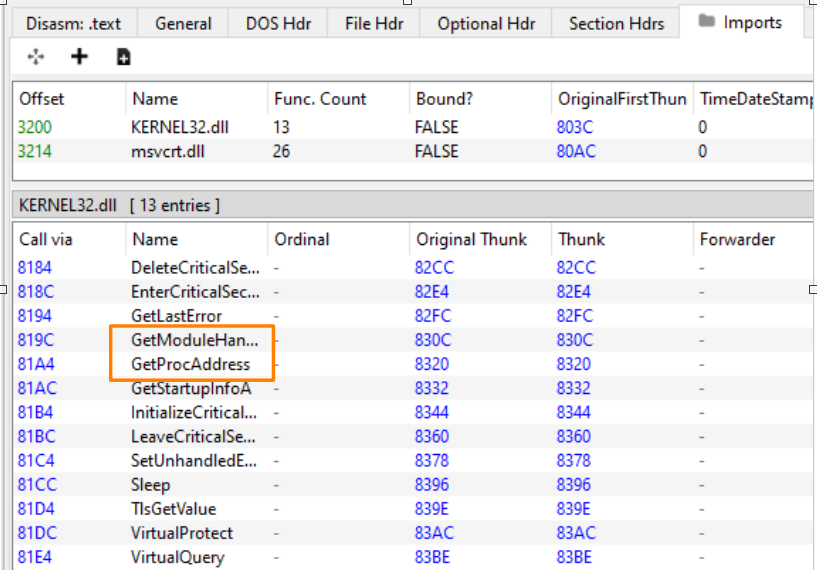 Disasm: .text General DOS Hdr File Hdr Optional Hdr Section Hdrs Imports
Offset Name Func. Count Bound? OriginalFirstThun TimeDateStamp
3200 KERNEL32.dll 13 FALSE 803C 0
3214 msvcrt.dll 26 FALSE 80AC 0
KERNEL32.dll [ 13 entries ]
Call via Name Ordinal Original Thunk Thunk Forwarder
8184 DeleteCriticalSe... - 82CC 82CC -
818C EnterCriticalSec... - 82E4 82E4 -
8194 GetLastError - 82FC 82FC -
819C GetModuleHan... - 830C 830C -
81A4 GetProcAddress - 8320 8320 -
81AC GetStartupInfoA - 8332 8332 -
81B4 InitializeCritical... - 8344 8344 -
81BC LeaveCriticalSe... - 8360 8360 -
81C4 SetUnhandledE... - 8378 8378 -
81CC Sleep - 8396 8396 -
81D4 TlsGetValue - 839E 839E -
81DC VirtualProtect - 83AC 83AC -
81E4 VirtualQuery - 83BE 83BE -